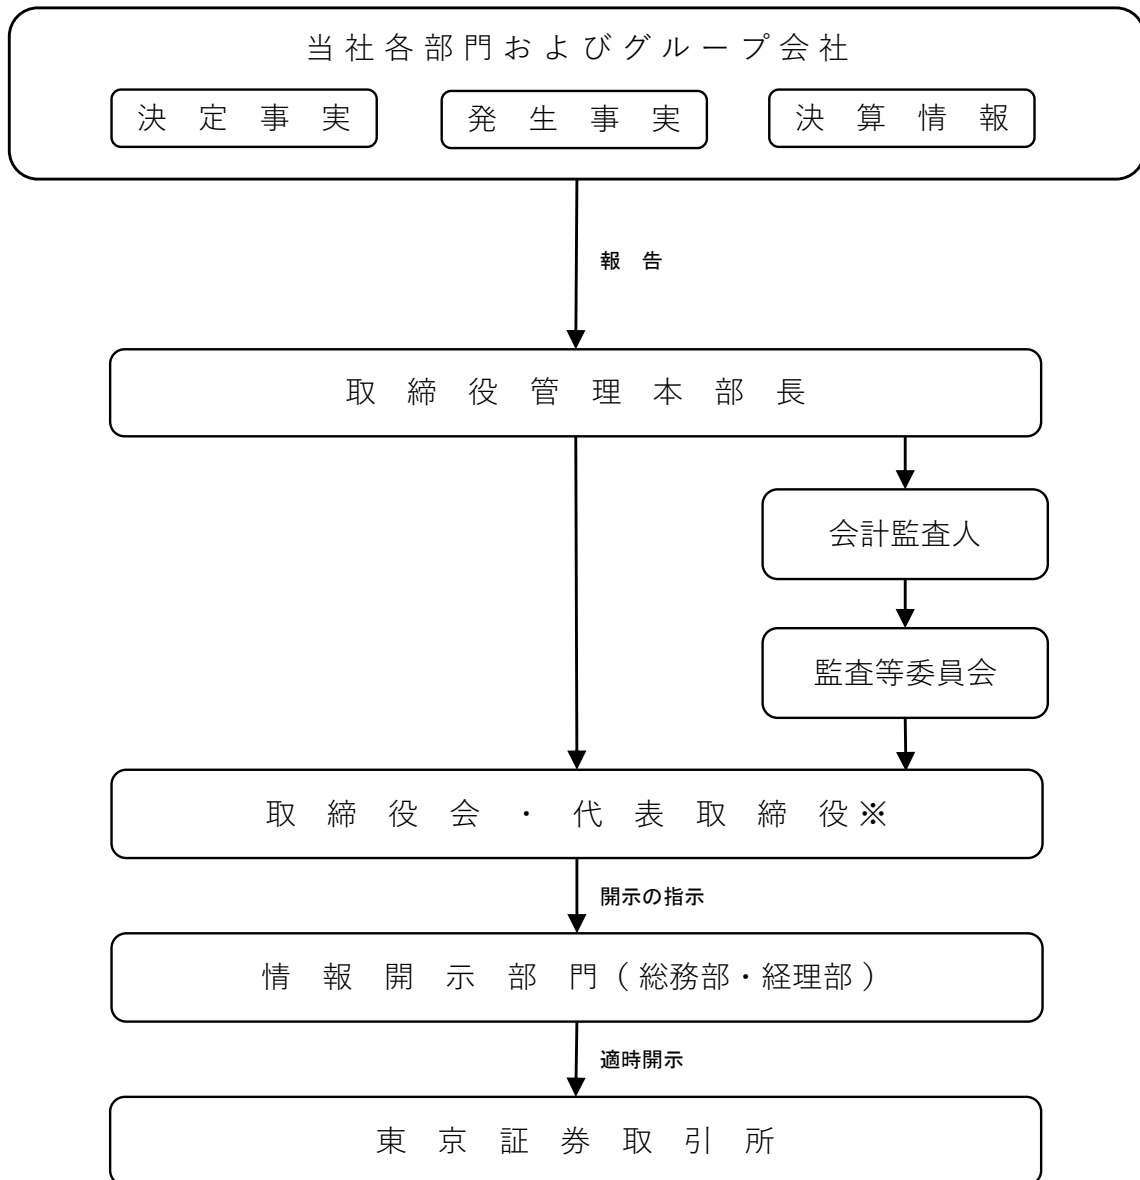 当社各部門およびグループ会社
決定事実 発生事実 決算情報
報告
取締役管理本部長
会計監査人
監査等委員会
取締役会・代表取締役※
開示の指示
情報開示部門(総務部・経理部)
適時開示
東京証券取引所